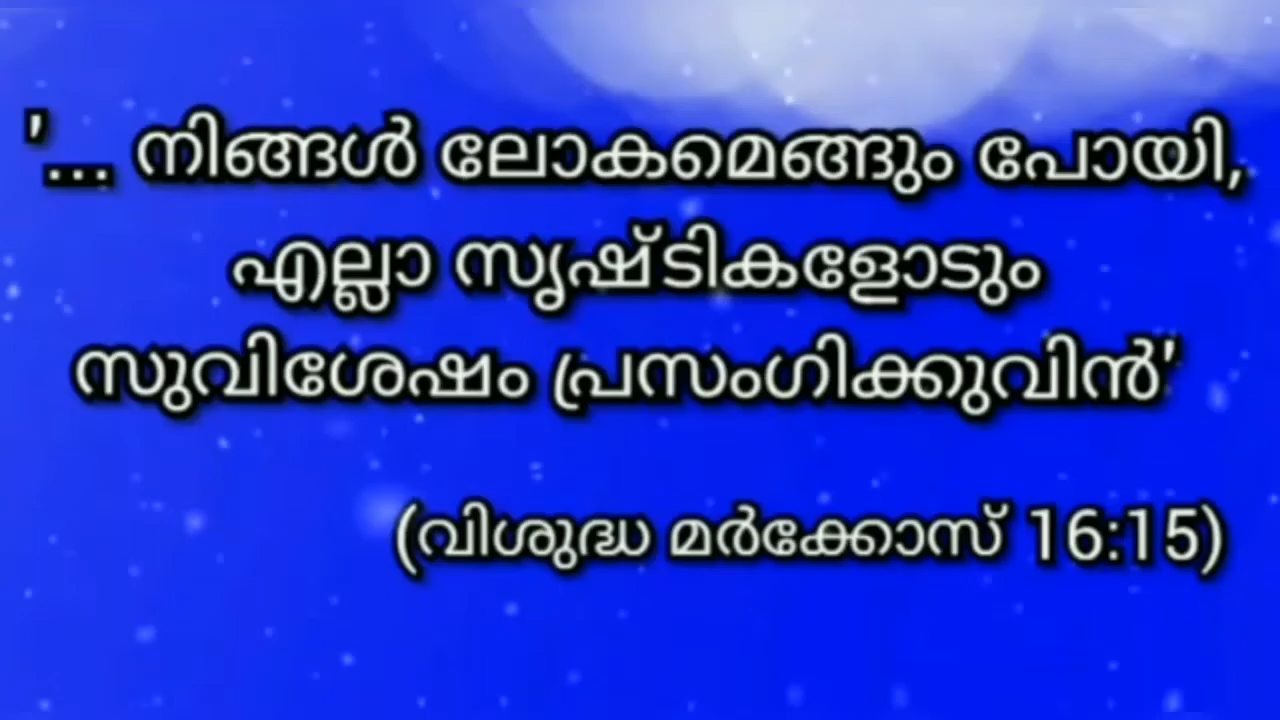 '... നിങ്ങൾ ലോകമെങ്ങും പോയി,
എല്ലാ സൃഷ്ടികളോടും
സുവിശേഷം പ്രസംഗിക്കുവിൻ'
(വിശുദ്ധ മർക്കോസ് 16:15)